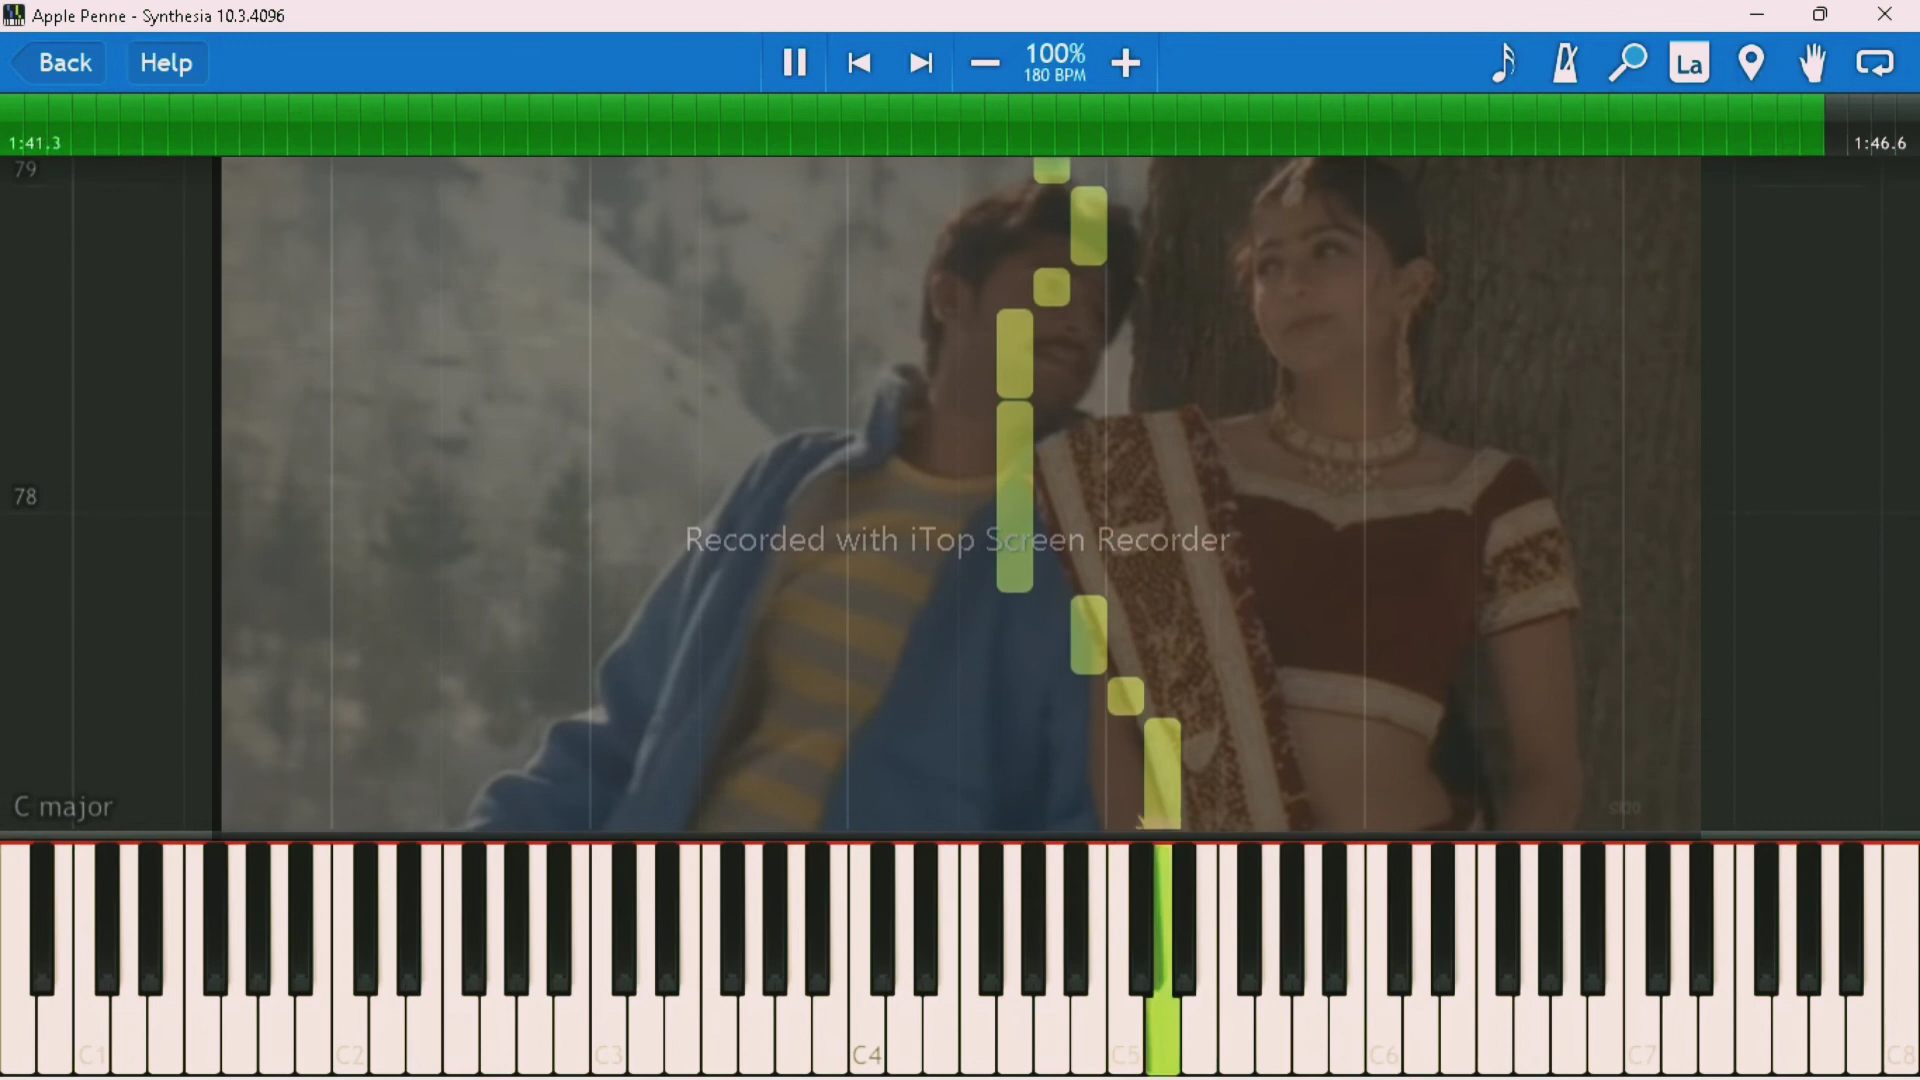 Apple Penne - Synthesia 10.3.4096
Back
Help
100%
180 BPM
La
1:41.3
1:46.6
79
78
Recorded with iTop Screen Recorder
C major
C1
C2
C3
C4
C5
C6
C7
C8